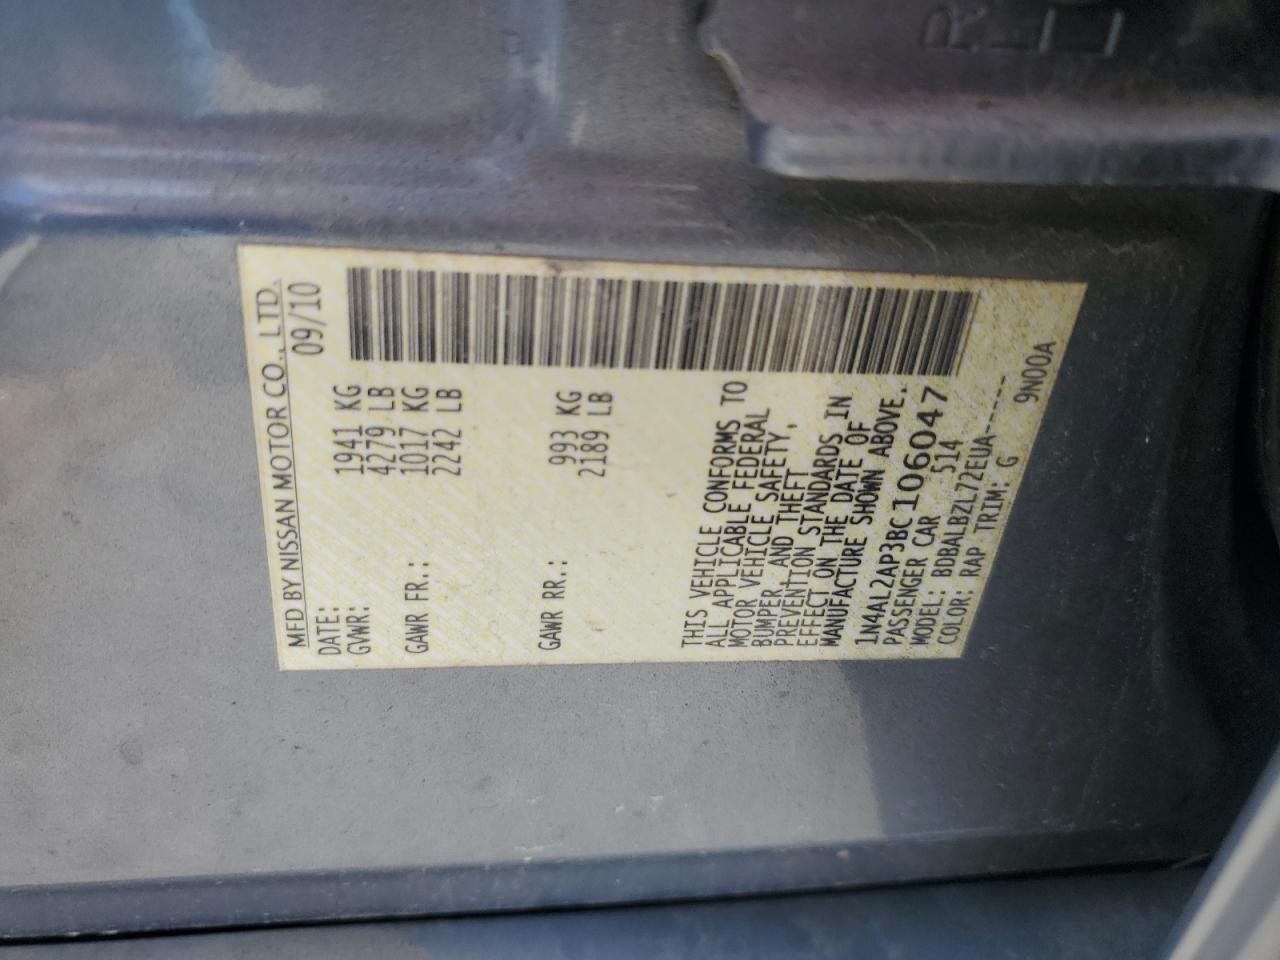 MFD BY NISSAN MOTOR CO., LTD.
DATE: 09/10
GVWR: 1941 KG
4279 LB
GAWR FR.: 1017 KG
2242 LB
GAWR RR.: 993 KG
2189 LB
THIS VEHICLE CONFORMS TO
ALL APPLICABLE FEDERAL
MOTOR VEHICLE SAFETY,
BUMPER, AND THEFT
PREVENTION STANDARDS IN
EFFECT ON THE DATE OF
MANUFACTURE SHOWN ABOVE.
1N4AL2AP3BC106047
PASSENGER CAR 514
MODEL: BDBALBZL72EUA-----
COLOR: RAP TRIM: G 9N00A